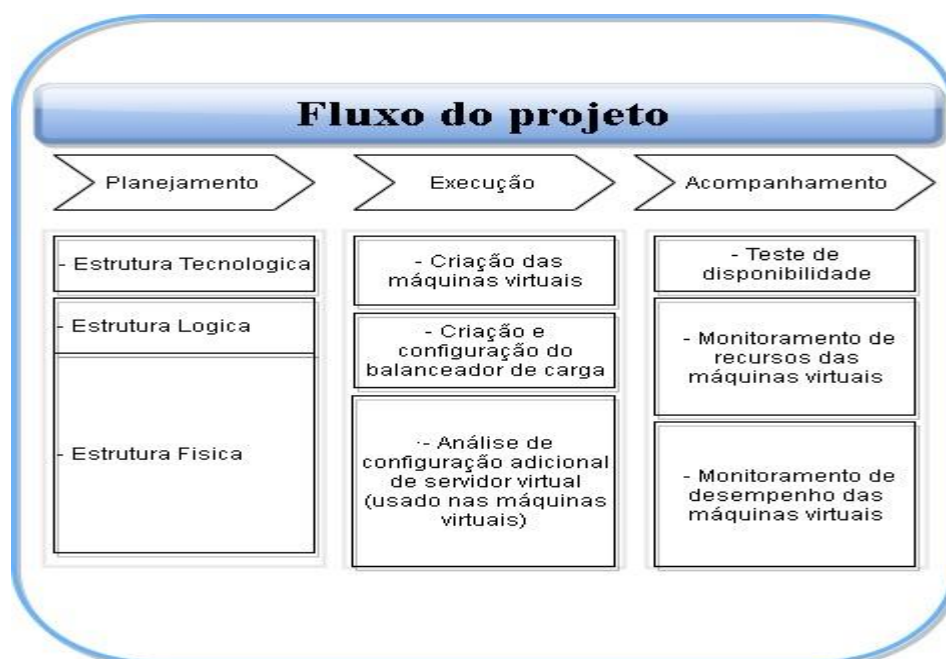 Fluxo do projeto
Planejamento
Execução
Acompanhamento
- Estrutura Tecnologica
- Estrutura Logica
- Estrutura Fisica
- Criação das
máquinas virtuais
- Criação e
configuração do
balanceador de carga
·- Análise de
configuração adicional
de servidor virtual
(usado nas máquinas
virtuais)
- Teste de
disponibilidade
- Monitoramento de
recursos das
máquinas virtuais
- Monitoramento de
desempenho das
máquinas virtuais